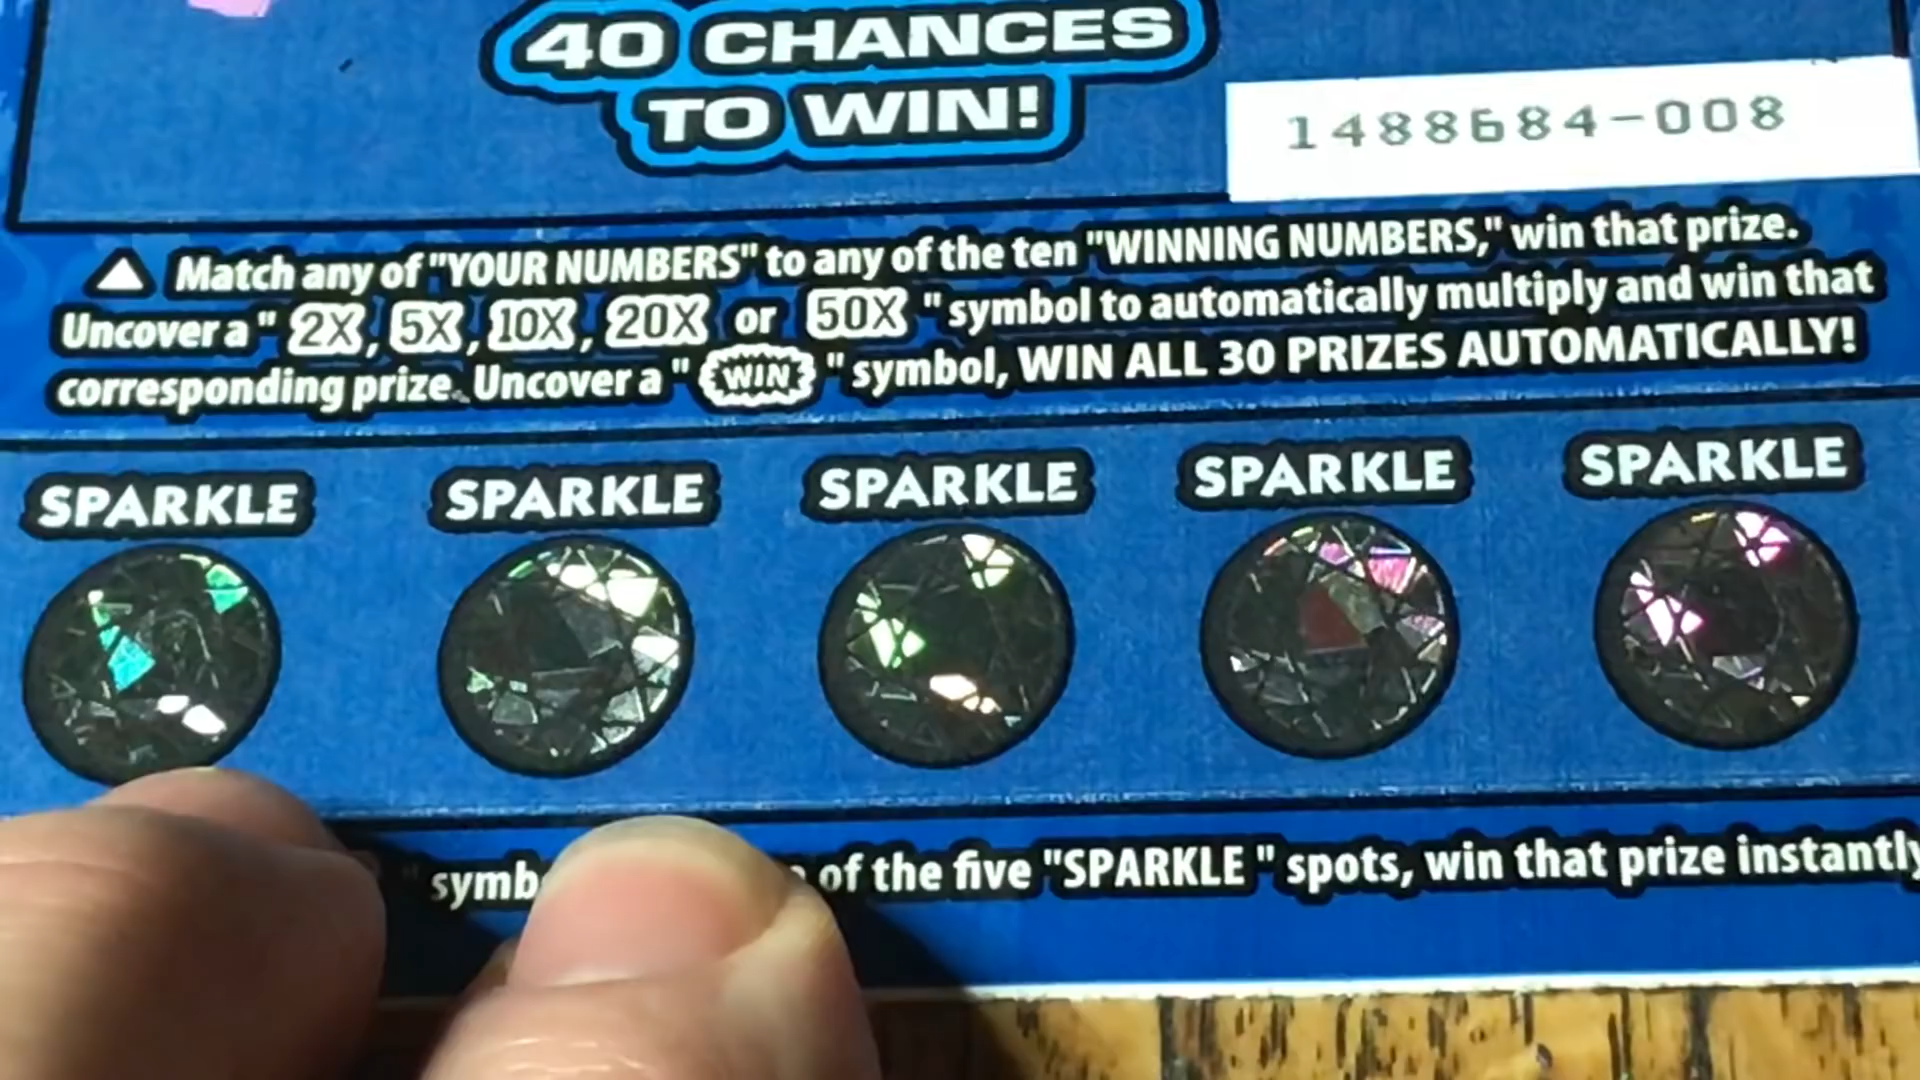 40 CHANCES
TO WIN!
1488684-008
Match any of "YOUR NUMBERS" to any of the ten "WINNING NUMBERS," win that prize.
Uncover a " 2X, 5X, 10X, 20X or 50X " symbol to automatically multiply and win that
corresponding prize. Uncover a " WIN " symbol, WIN ALL 30 PRIZES AUTOMATICALLY!
SPARKLE SPARKLE SPARKLE SPARKLE SPARKLE
" of the five "SPARKLE " spots, win that prize instantly